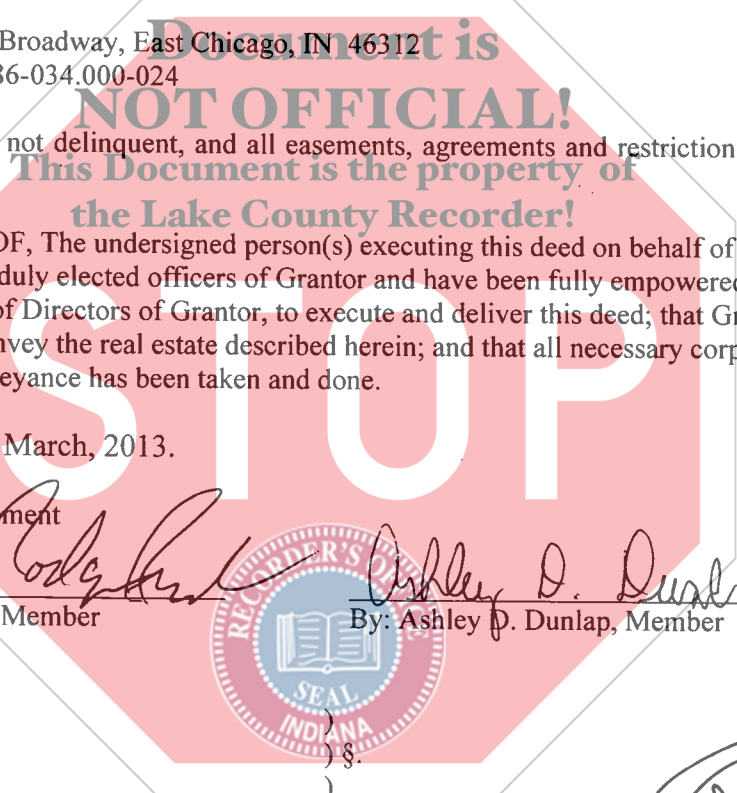 Document is
Broadway, East Chicago, IN 46312
36-034.000-024
NOT OFFICIAL!
not delinquent, and all easements, agreements and restriction
This Document is the property of
the Lake County Recorder!
OF, The undersigned person(s) executing this deed on behalf of
duly elected officers of Grantor and have been fully empowered
of Directors of Grantor, to execute and deliver this deed; that Gr
nvey the real estate described herein; and that all necessary corp
eyance has been taken and done.
STOP
March, 2013.
ment
Ashley D. Dunl
Member
By: Ashley D. Dunlap, Member
RECORDER'S OFFICE
SEAL
INDIANA
)
) §.
)